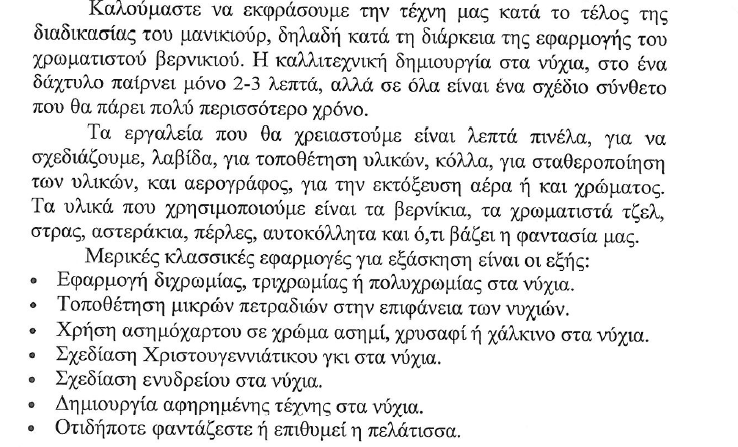 Καλούμαστε να εκφράσουμε την τέχνη μας κατά το τέλος της
διαδικασίας του μανικιούρ, δηλαδή κατά τη διάρκεια της εφαρμογής του
χρωματιστού βερνικιού. Η καλλιτεχνική δημιουργία στα νύχια, στο ένα
δάχτυλο παίρνει μόνο 2-3 λεπτά, αλλά σε όλα είναι ένα σχέδιο σύνθετο
που θα πάρει πολύ περισσότερο χρόνο.
Τα εργαλεία που θα χρειαστούμε είναι λεπτά πινέλα, για να
σχεδιάζουμε, λαβίδα, για τοποθέτηση υλικών, κόλλα, για σταθεροποίηση
των υλικών, και αερογράφος, για την εκτόξευση αέρα ή και χρώματος.
Τα υλικά που χρησιμοποιούμε είναι τα βερνίκια, τα χρωματιστά τζελ,
στρας, αστεράκια, πέρλες, αυτοκόλλητα και ό,τι βάζει η φαντασία μας.
Μερικές κλασσικές εφαρμογές για εξάσκηση είναι οι εξής:
• Εφαρμογή διχρωμίας, τριχρωμίας ή πολυχρωμίας στα νύχια.
• Τοποθέτηση μικρών πετραδιών στην επιφάνεια των νυχιών.
• Χρήση ασημόχαρτου σε χρώμα ασημί, χρυσαφί ή χάλκινο στα νύχια.
• Σχεδίαση Χριστουγεννιάτικου γκι στα νύχια.
• Σχεδίαση ενυδρείου στα νύχια.
• Δημιουργία αφηρημένης τέχνης στα νύχια.
• Οτιδήποτε φαντάζεστε ή επιθυμεί η πελάτισσα.